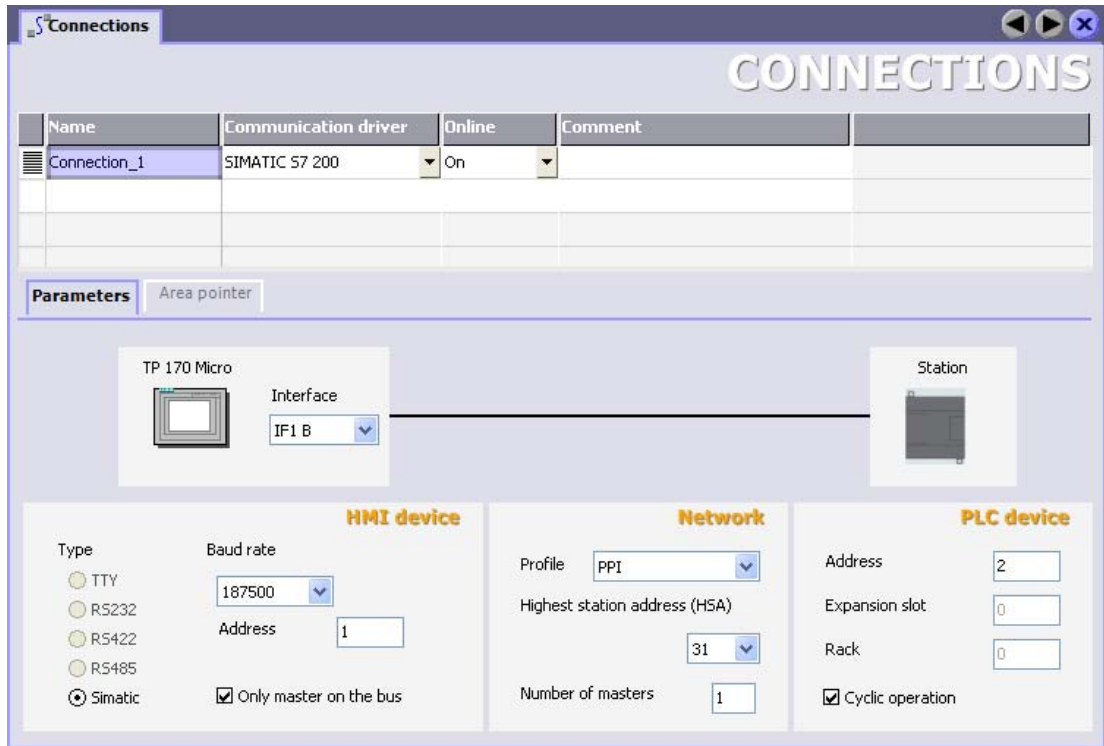 Connections
CONNECTIONS
Name Communication driver Online Comment
Connection_1 SIMATIC S7 200 On
Parameters Area pointer
TP 170 Micro
Interface
IF1 B
Station
HMI device
Type Baud rate
TTY
187500
RS232
Address 1
RS422
RS485
Simatic Only master on the bus
Network
Profile PPI
Highest station address (HSA)
31
Number of masters 1
PLC device
Address 2
Expansion slot 0
Rack 0
Cyclic operation